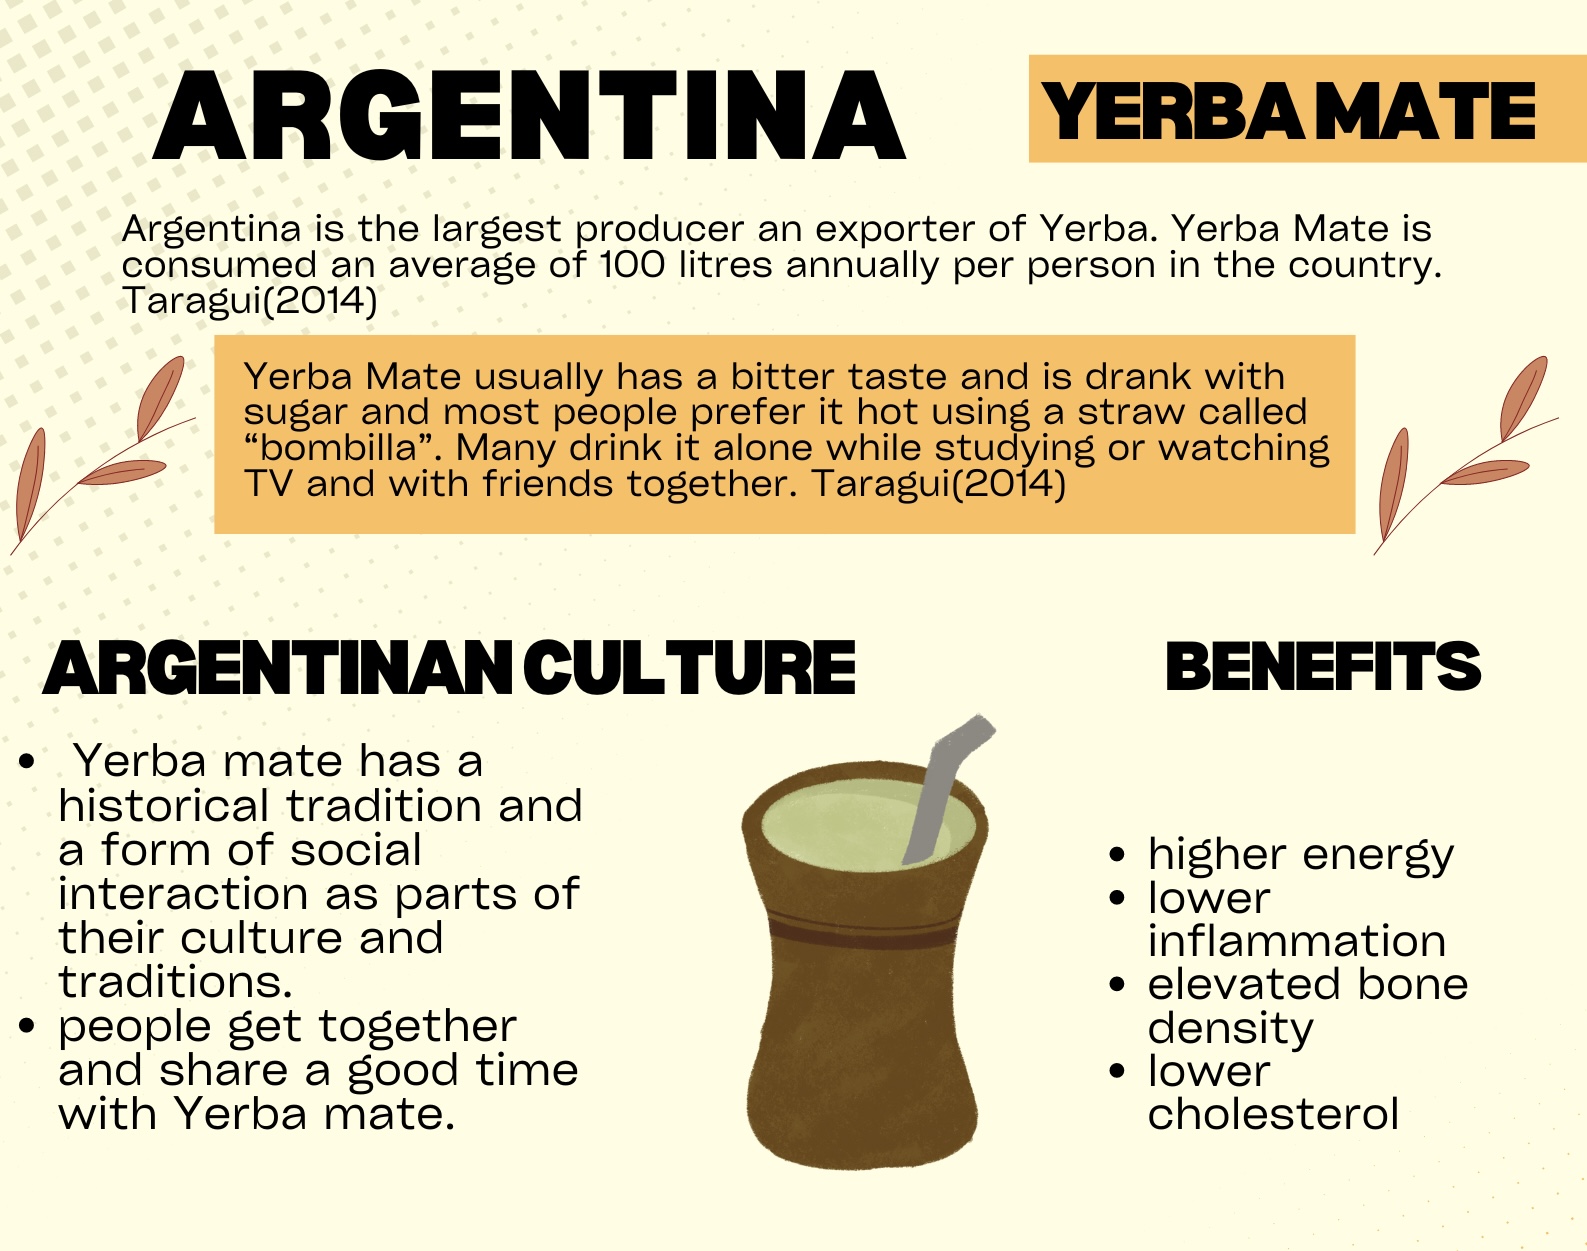 ARGENTINA
YERBA MATE
Argentina is the largest producer an exporter of Yerba. Yerba Mate is
consumed an average of 100 litres annually per person in the country.
Taragui(2014)
Yerba Mate usually has a bitter taste and is drank with
sugar and most people prefer it hot using a straw called
“bombilla”. Many drink it alone while studying or watching
TV and with friends together. Taragui(2014)
ARGENTINAN CULTURE
• Yerba mate has a
historical tradition and
a form of social
interaction as parts of
their culture and
traditions.
• people get together
and share a good time
with Yerba mate.
BENEFITS
• higher energy
• lower
inflammation
• elevated bone
density
• lower
cholesterol